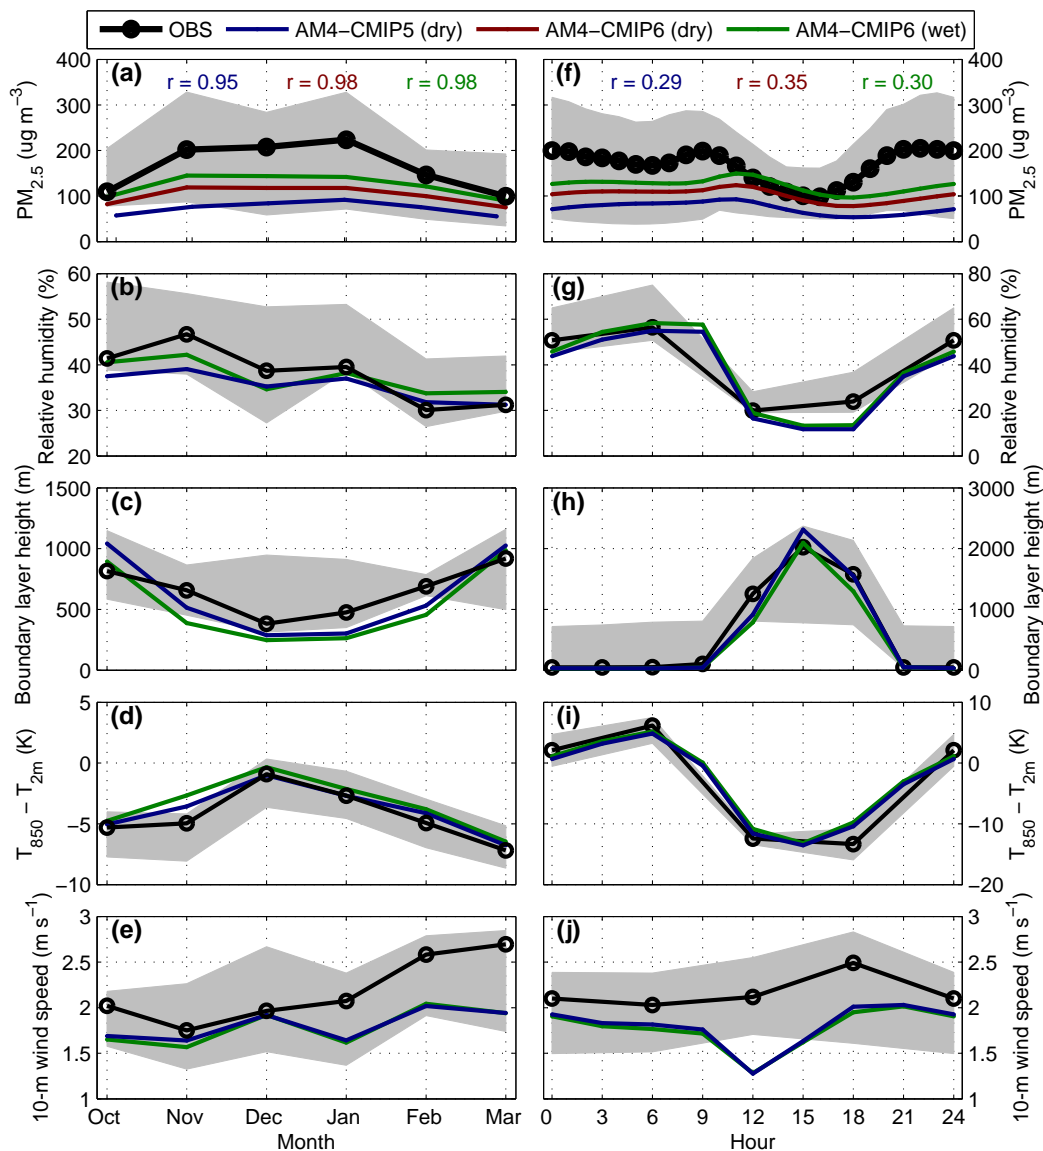 OBS AM4−CMIP5 (dry) AM4−CMIP6 (dry) AM4−CMIP6 (wet)
(a) r = 0.95 r = 0.98 r = 0.98
400
300
200
100
0
PM2.5 (ug m−3)
(f) r = 0.29 r = 0.35 r = 0.30
400
300
200
100
0
PM2.5 (ug m−3)
(b)
60
50
40
30
20
Relative humidity (%)
(g)
80
60
40
20
0
Relative humidity (%)
(c)
1500
1000
500
0
Boundary layer height (m)
(h)
3000
2000
1000
0
Boundary layer height (m)
(d)
5
0
−5
−10
T850 − T2m (K)
(i)
10
0
−10
−20
T850 − T2m (K)
(e)
3
2.5
2
1.5
1
10−m wind speed (m s−1)
Oct Nov Dec Jan Feb Mar
Month
(j)
3
2.5
2
1.5
1
10−m wind speed (m s−1)
0 3 6 9 12 15 18 21 24
Hour